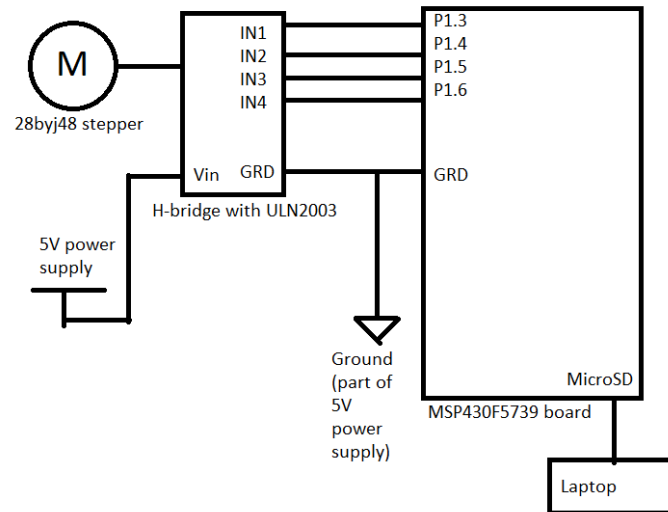 M
28byj48 stepper
IN1
IN2
IN3
IN4
Vin
GRD
H-bridge with ULN2003
5V power
supply
P1.3
P1.4
P1.5
P1.6
GRD
Ground
(part of
5V
power
supply)
MicroSD
MSP430F5739 board
Laptop